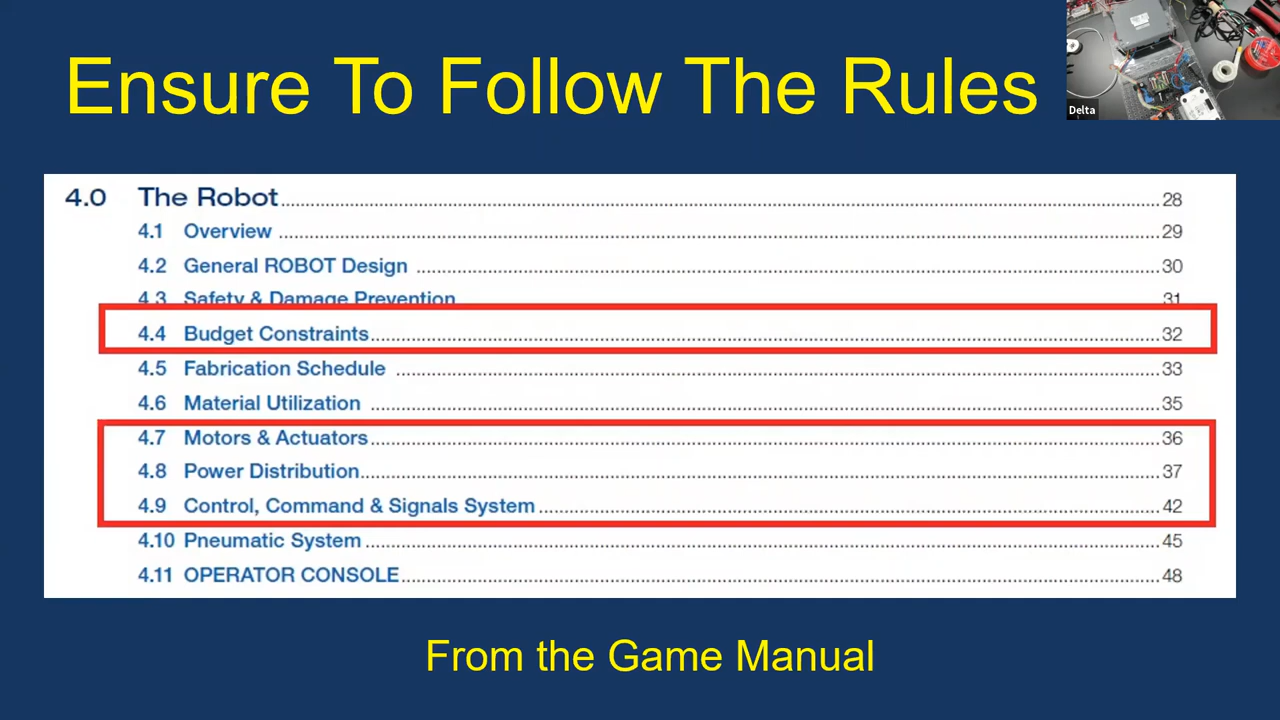 Ensure To Follow The Rules
Delta
4.0 The Robot 28
4.1 Overview 29
4.2 General ROBOT Design 30
4.3 Safety & Damage Prevention 31
4.4 Budget Constraints 32
4.5 Fabrication Schedule 33
4.6 Material Utilization 35
4.7 Motors & Actuators 36
4.8 Power Distribution 37
4.9 Control, Command & Signals System 42
4.10 Pneumatic System 45
4.11 OPERATOR CONSOLE 48
From the Game Manual